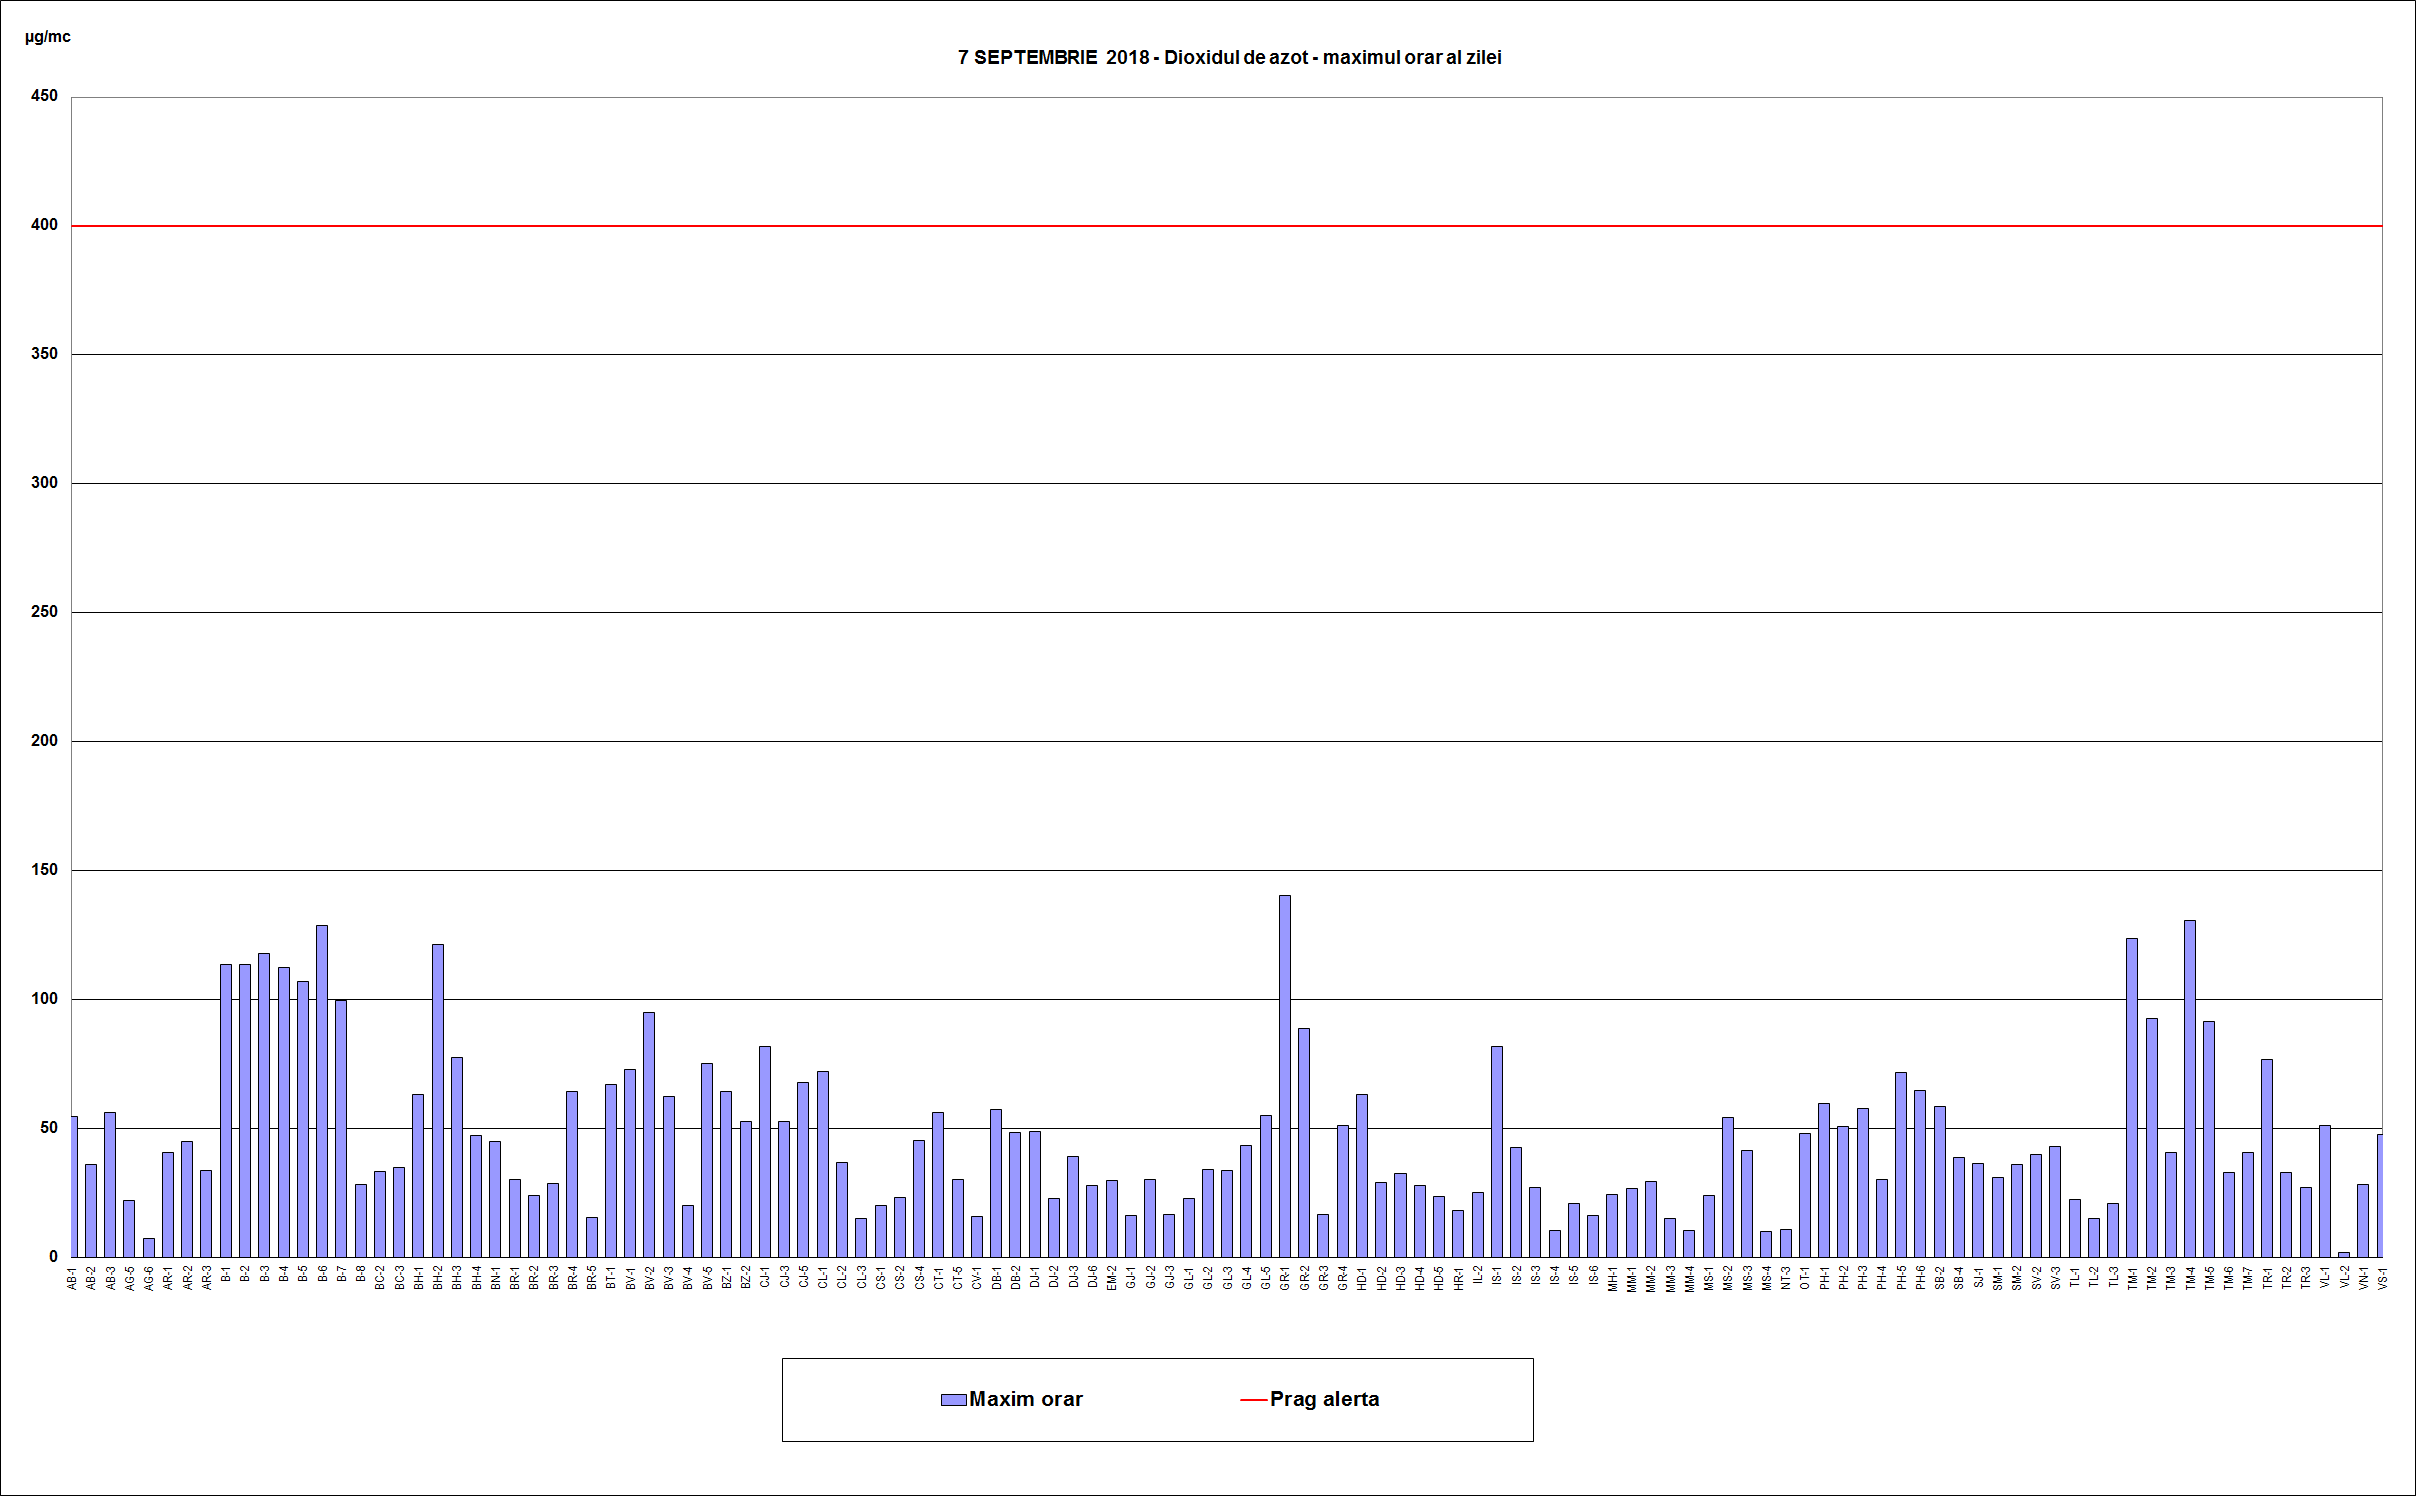 µg/mc
7 SEPTEMBRIE 2018 - Dioxidul de azot - maximul orar al zilei
450
400
350
300
250
200
150
100
50
0
AB-1 AB-2 AB-3 AG-5 AG-6 AR-1 AR-2 AR-3 B-1 B-2 B-3 B-4 B-5 B-6 B-7 B-8 BC-2 BC-3 BH-1 BH-2 BH-3 BH-4 BN-1 BR-1 BR-2 BR-3 BR-4 BR-5 BT-1 BV-1 BV-2 BV-3 BV-4 BV-5 BZ-1 BZ-2 CJ-1 CJ-3 CJ-5 CL-1 CL-2 CL-3 CS-1 CS-2 CS-4 CT-1 CT-5 CV-1 DB-1 DB-2 DJ-1 DJ-2 DJ-3 DJ-6 EM-2 GJ-1 GJ-2 GJ-3 GL-1 GL-2 GL-3 GL-4 GL-5 GR-1 GR-2 GR-3 GR-4 HD-1 HD-2 HD-3 HD-4 HD-5 HR-1 IL-2 IS-1 IS-2 IS-3 IS-4 IS-5 IS-6 MH-1 MM-1 MM-2 MM-3 MM-4 MS-1 MS-2 MS-3 MS-4 NT-3 OT-1 PH-1 PH-2 PH-3 PH-4 PH-5 PH-6 SB-2 SB-4 SJ-1 SM-1 SM-2 SV-2 SV-3 TL-1 TL-2 TL-3 TM-1 TM-2 TM-3 TM-4 TM-5 TM-6 TM-7 TR-1 TR-2 TR-3 VL-1 VL-2 VN-1 VS-1
Maxim orar
Prag alerta